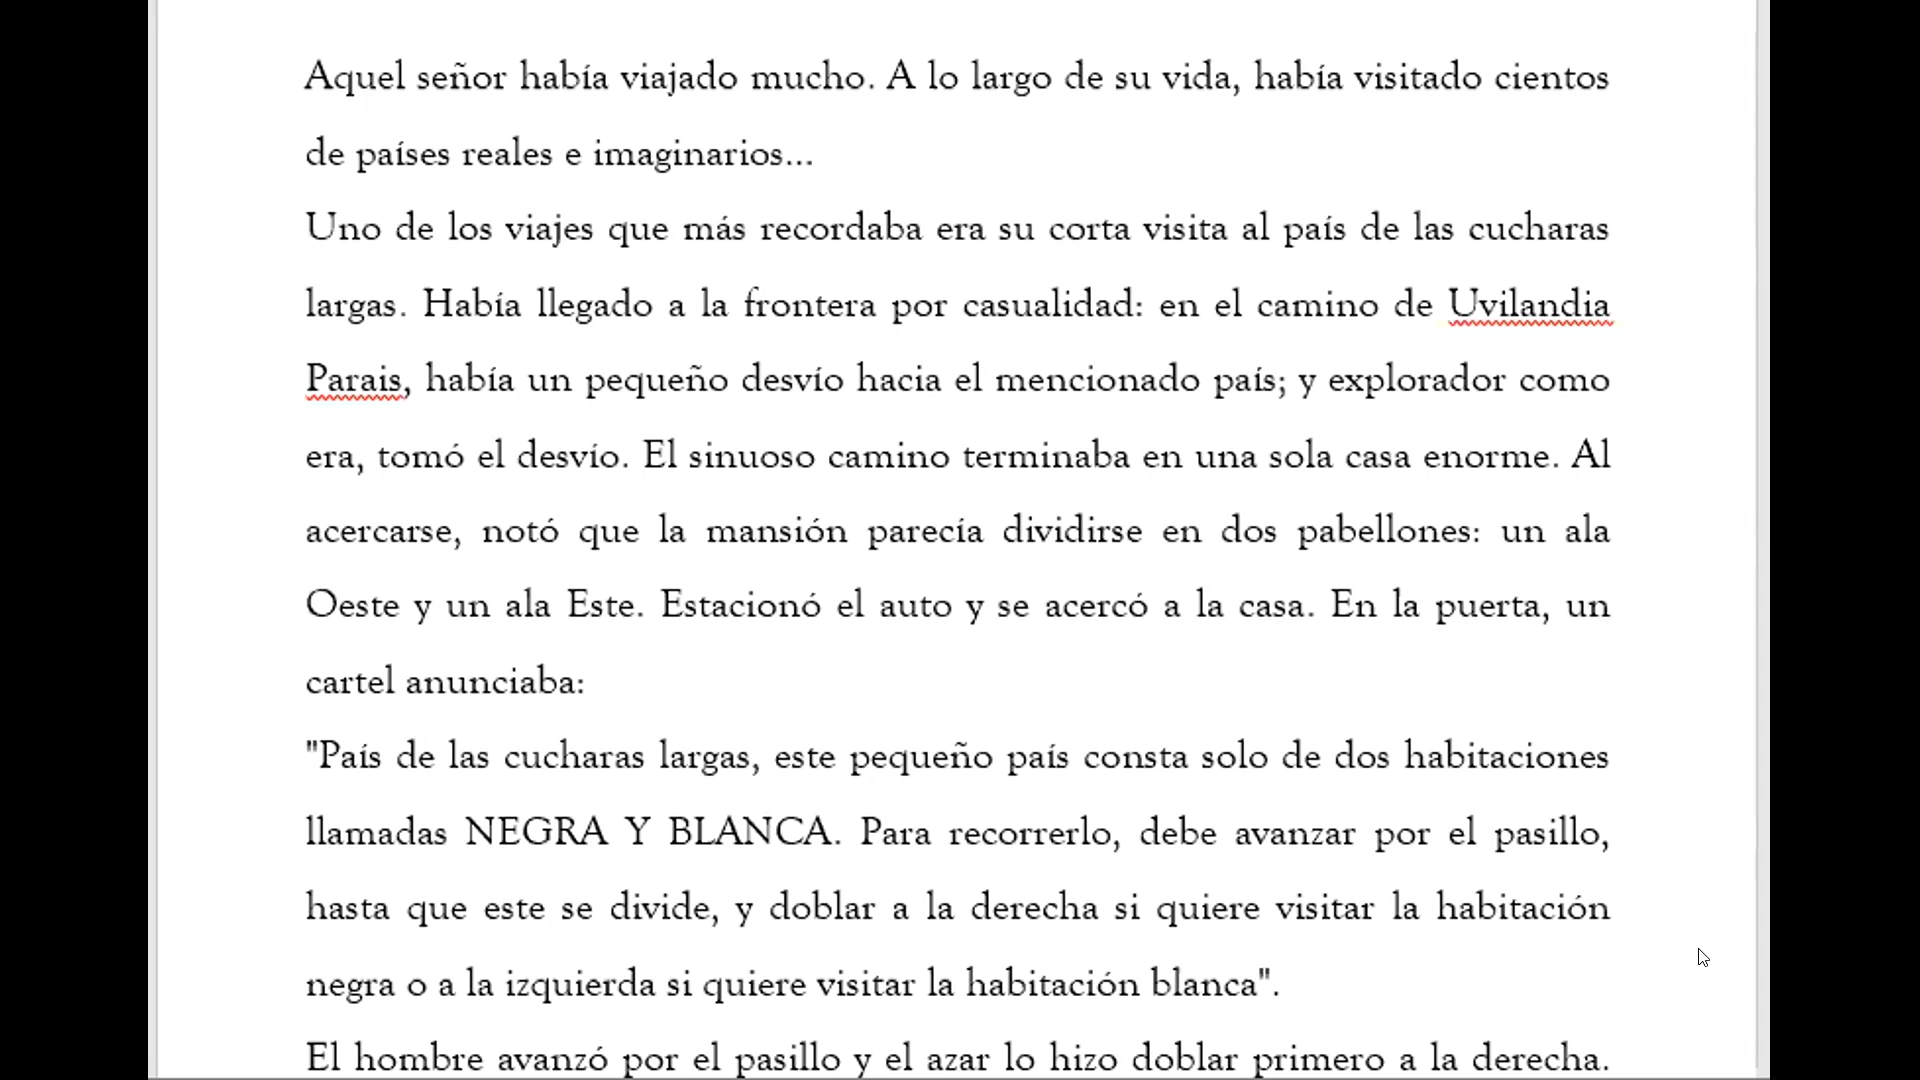 Aquel señor había viajado mucho. A lo largo de su vida, había visitado cientos
de países reales e imaginarios...
Uno de los viajes que más recordaba era su corta visita al país de las cucharas
largas. Había llegado a la frontera por casualidad: en el camino de Uvilandia
Parais, había un pequeño desvío hacia el mencionado país; y explorador como
era, tomó el desvío. El sinuoso camino terminaba en una sola casa enorme. Al
acercarse, notó que la mansión parecía dividirse en dos pabellones: un ala
Oeste y un ala Este. Estacionó el auto y se acercó a la casa. En la puerta, un
cartel anunciaba:
"País de las cucharas largas, este pequeño país consta solo de dos habitaciones
llamadas NEGRA Y BLANCA. Para recorrerlo, debe avanzar por el pasillo,
hasta que este se divide, y doblar a la derecha si quiere visitar la habitación
negra o a la izquierda si quiere visitar la habitación blanca".
El hombre avanzó por el pasillo y el azar lo hizo doblar primero a la derecha.